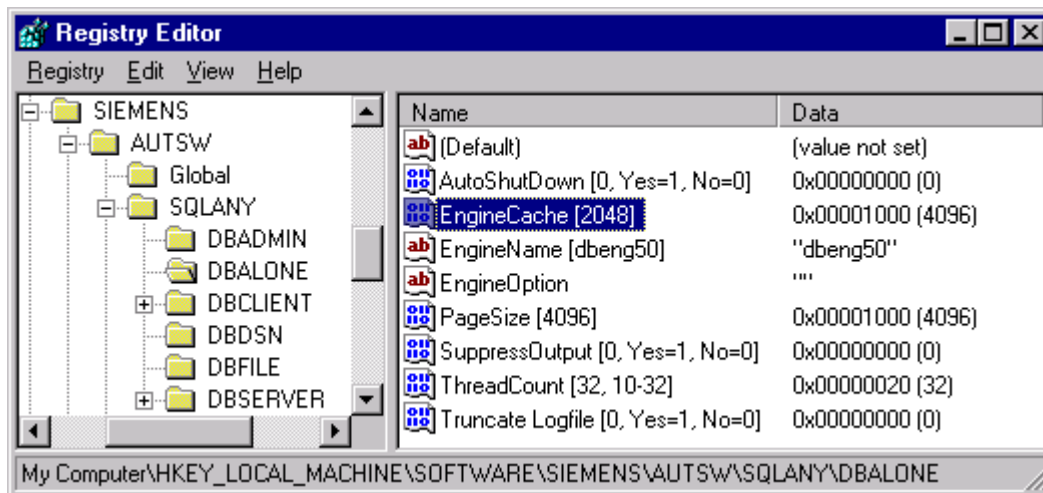 Registry Editor
Registry Edit View Help
SIEMENS
AUTSW
Global
SQLANY
DBADMIN
DBALONE
DBCLIENT
DBDSN
DBFILE
DBSERVER
Name Data
(Default) (value not set)
AutoShutDown [0, Yes=1, No=0] 0x00000000 (0)
EngineCache [2048] 0x00001000 (4096)
EngineName [dbeng50] "dbeng50"
EngineOption ""
PageSize [4096] 0x00001000 (4096)
SuppressOutput [0, Yes=1, No=0] 0x00000000 (0)
ThreadCount [32, 10-32] 0x00000020 (32)
Truncate Logfile [0, Yes=1, No=0] 0x00000000 (0)
My Computer\HKEY_LOCAL_MACHINE\SOFTWARE\SIEMENS\AUTSW\SQLANY\DBALONE